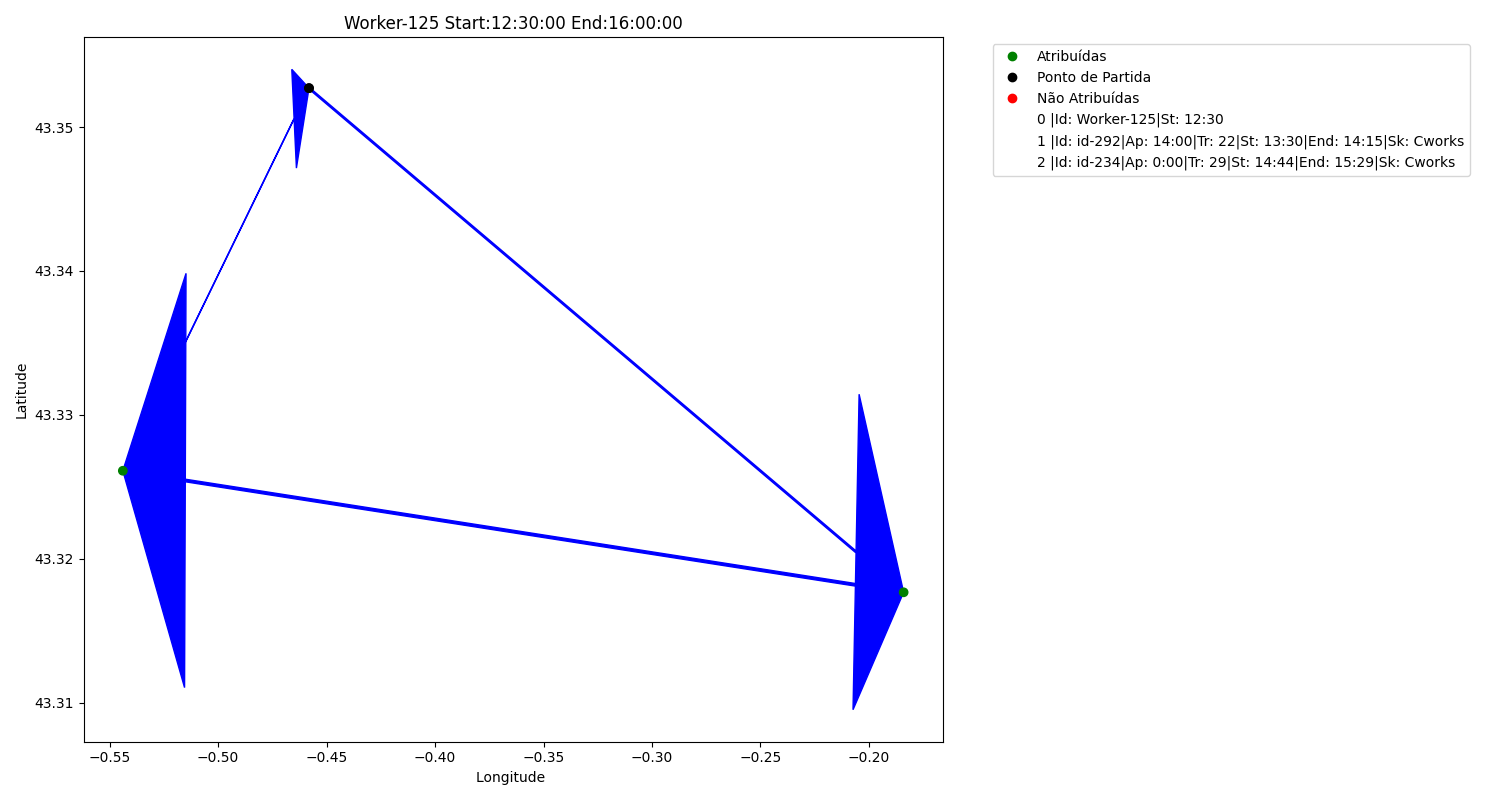 Worker-125 Start:12:30:00 End:16:00:00
Atribuídas
Ponto de Partida
Não Atribuídas
0 |Id: Worker-125|St: 12:30
1 |Id: id-292|Ap: 14:00|Tr: 22|St: 13:30|End: 14:15|Sk: Cworks
2 |Id: id-234|Ap: 0:00|Tr: 29|St: 14:44|End: 15:29|Sk: Cworks
Latitude
43.35
43.34
43.33
43.32
43.31
−0.55 −0.50 −0.45 −0.40 −0.35 −0.30 −0.25 −0.20
Longitude